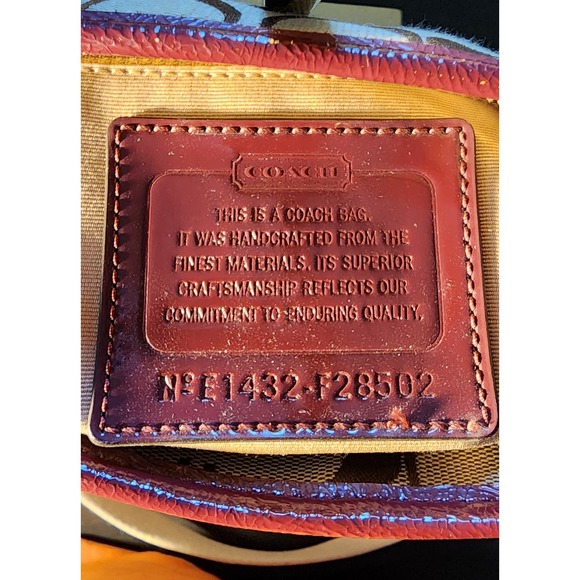 COACH
THIS IS A COACH BAG.
IT WAS HANDCRAFTED FROM THE
FINEST MATERIALS. ITS SUPERIOR
CRAFTSMANSHIP REFLECTS OUR
COMMITMENT TO ENDURING QUALITY.
Nº E1432-F28502